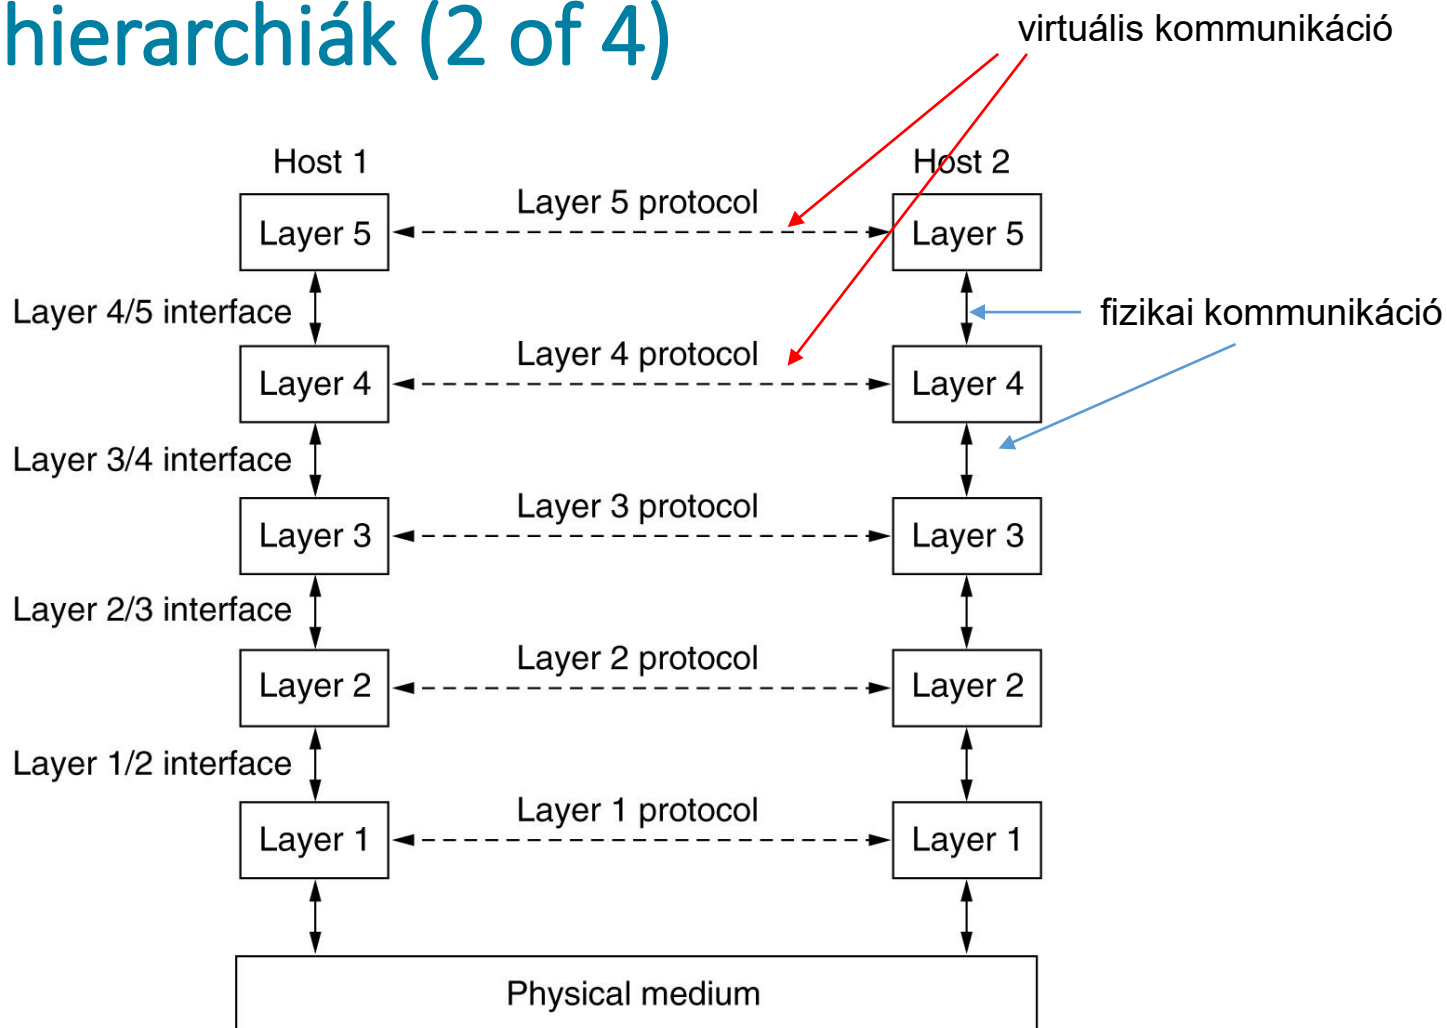 hierarchiák (2 of 4)
virtuális kommunikáció
Host 1
Host 2
Layer 5 protocol
Layer 5
Layer 5
Layer 4/5 interface
fizikai kommunikáció
Layer 4 protocol
Layer 4
Layer 4
Layer 3/4 interface
Layer 3 protocol
Layer 3
Layer 3
Layer 2/3 interface
Layer 2 protocol
Layer 2
Layer 2
Layer 1/2 interface
Layer 1 protocol
Layer 1
Layer 1
Physical medium